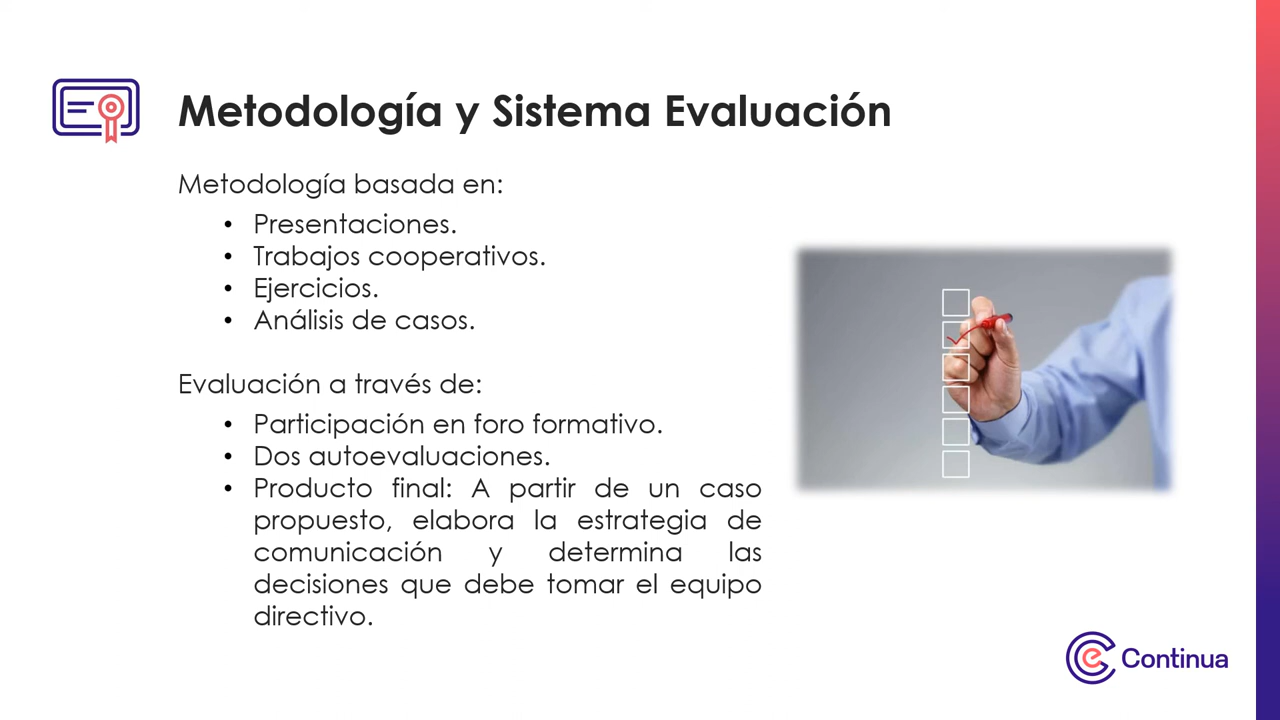 Metodología y Sistema Evaluación
Metodología basada en:
• Presentaciones.
• Trabajos cooperativos.
• Ejercicios.
• Análisis de casos.
Evaluación a través de:
• Participación en foro formativo.
• Dos autoevaluaciones.
• Producto final: A partir de un caso
propuesto, elabora la estrategia de
comunicación y determina las
decisiones que debe tomar el equipo
directivo.
e Continua